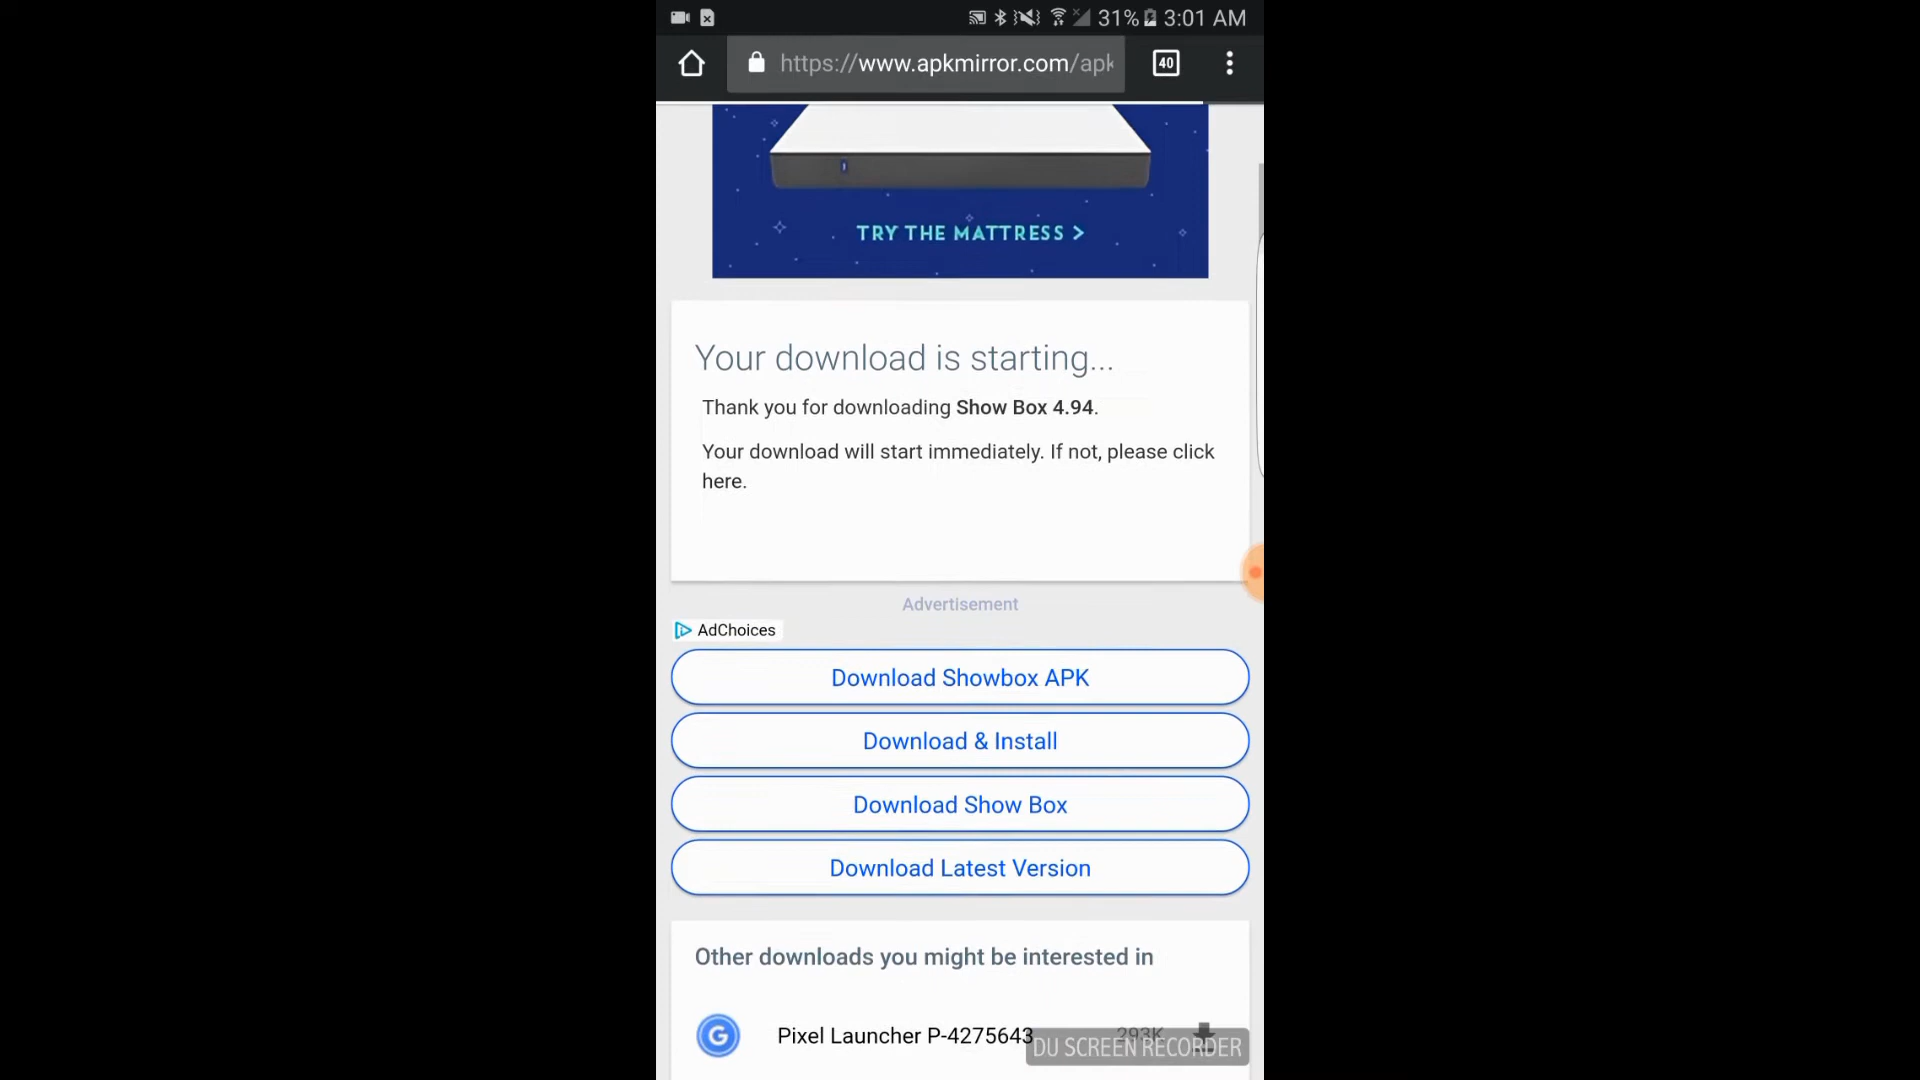 31% 3:01 AM
https://www.apkmirror.com/apk
40
TRY THE MATTRESS >
Your download is starting...
Thank you for downloading Show Box 4.94.
Your download will start immediately. If not, please click
here.
Advertisement
AdChoices
Download Showbox APK
Download & Install
Download Show Box
Download Latest Version
Other downloads you might be interested in
G
Pixel Launcher P-4275643 293K
DU SCREEN RECORDER